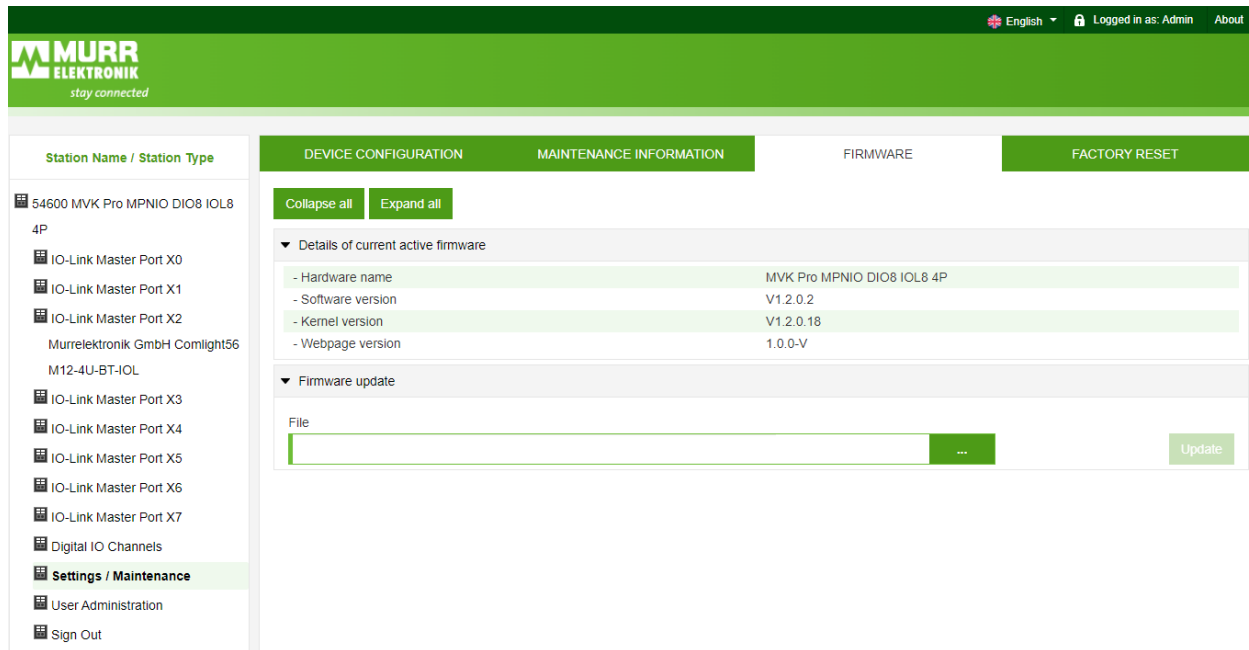 English
Logged in as: Admin
About
MURR
ELEKTRONIK
stay connected
Station Name / Station Type
54600 MVK Pro MPNIO DIO8 IOL8
4P
IO-Link Master Port X0
IO-Link Master Port X1
IO-Link Master Port X2
Murrelektronik GmbH Comlight56
M12-4U-BT-IOL
IO-Link Master Port X3
IO-Link Master Port X4
IO-Link Master Port X5
IO-Link Master Port X6
IO-Link Master Port X7
Digital IO Channels
Settings / Maintenance
User Administration
Sign Out
DEVICE CONFIGURATION
MAINTENANCE INFORMATION
FIRMWARE
FACTORY RESET
Collapse all
Expand all
Details of current active firmware
- Hardware name MVK Pro MPNIO DIO8 IOL8 4P
- Software version V1.2.0.2
- Kernel version V1.2.0.18
- Webpage version 1.0.0-V
Firmware update
File
...
Update